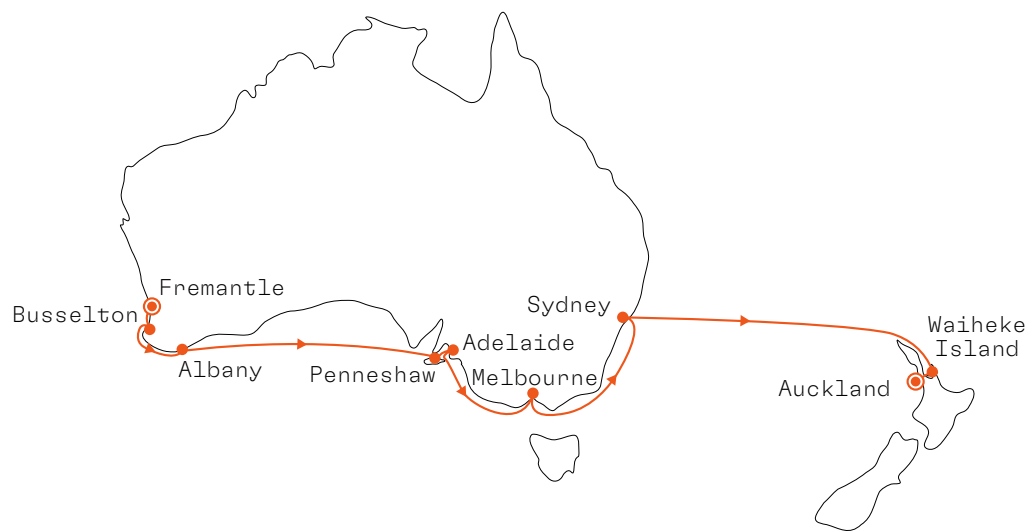 Fremantle
Busselton
Albany
Penneshaw
Adelaide
Melbourne
Sydney
Waiheke
Island
Auckland